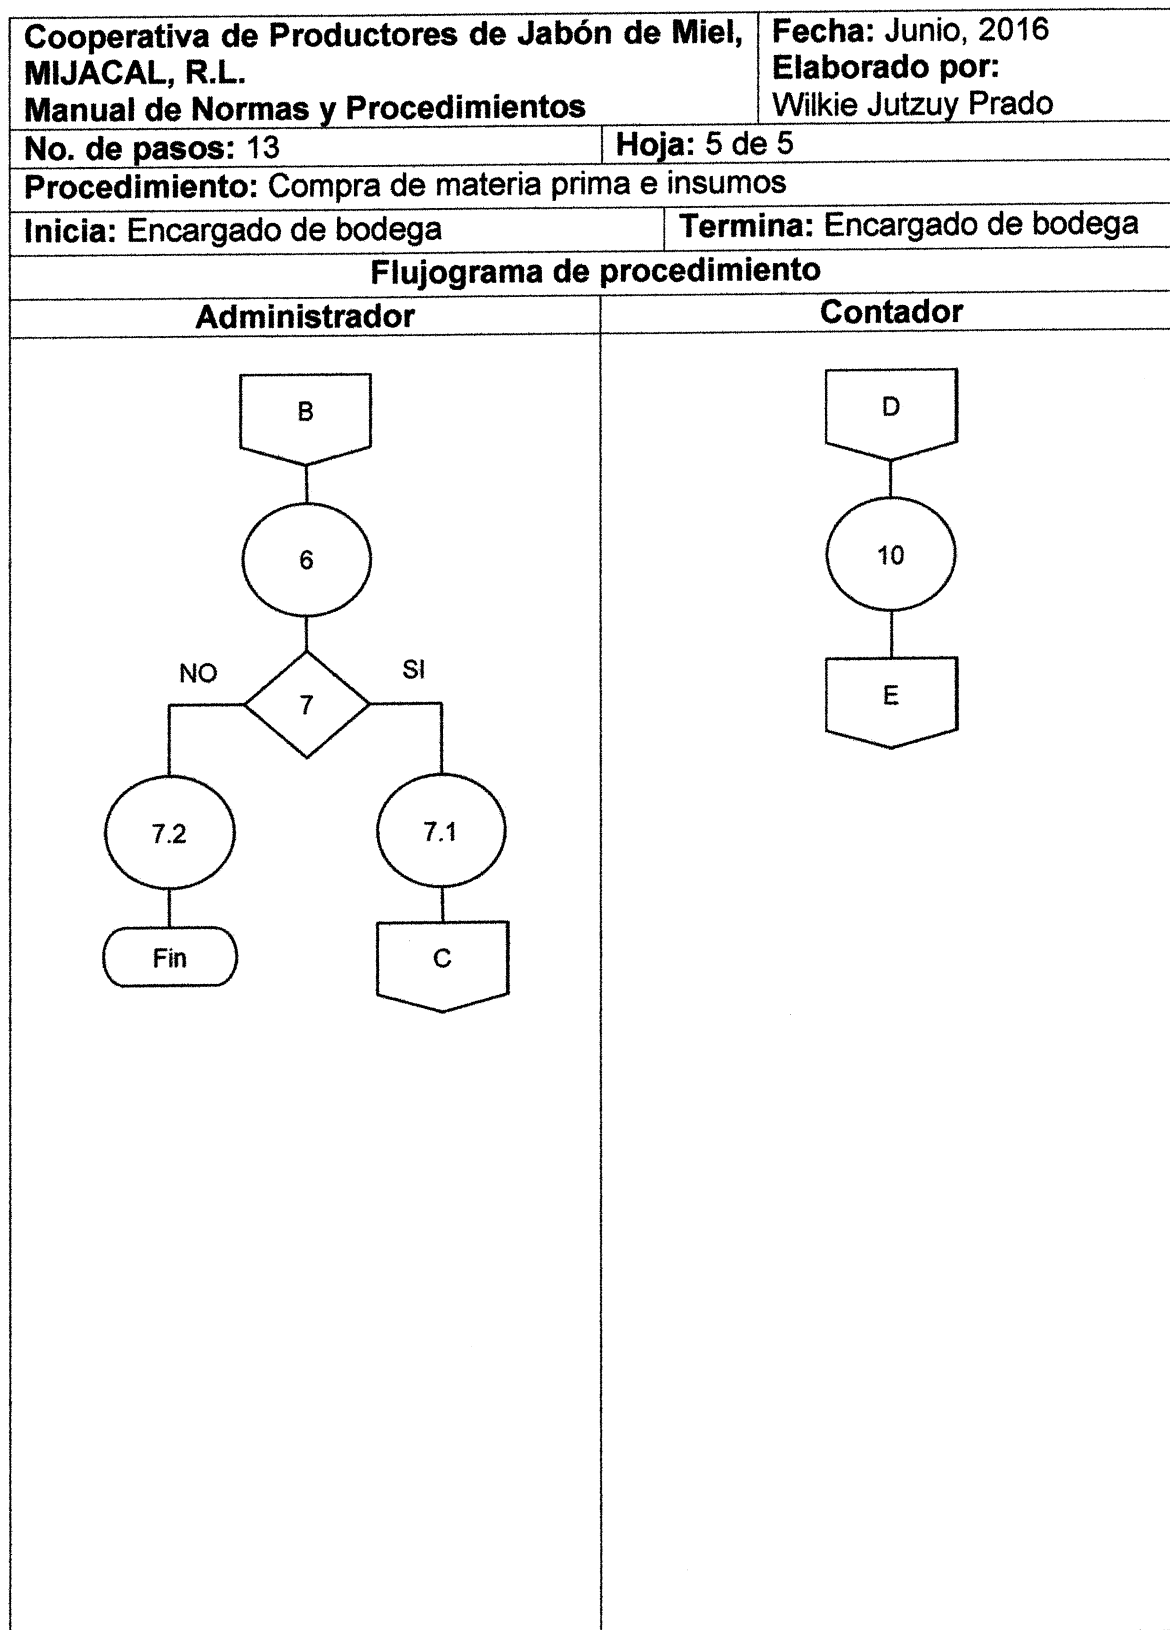 Cooperativa de Productores de Jabón de Miel,
MIJACAL, R.L.
Manual de Normas y Procedimientos
Fecha: Junio, 2016
Elaborado por:
Wilkie Jutzuy Prado
No. de pasos: 13
Hoja: 5 de 5
Procedimiento: Compra de materia prima e insumos
Inicia: Encargado de bodega
Termina: Encargado de bodega
Flujograma de procedimiento
Administrador
Contador
B
6
NO
SI
7
7.2
7.1
Fin
C
D
10
E